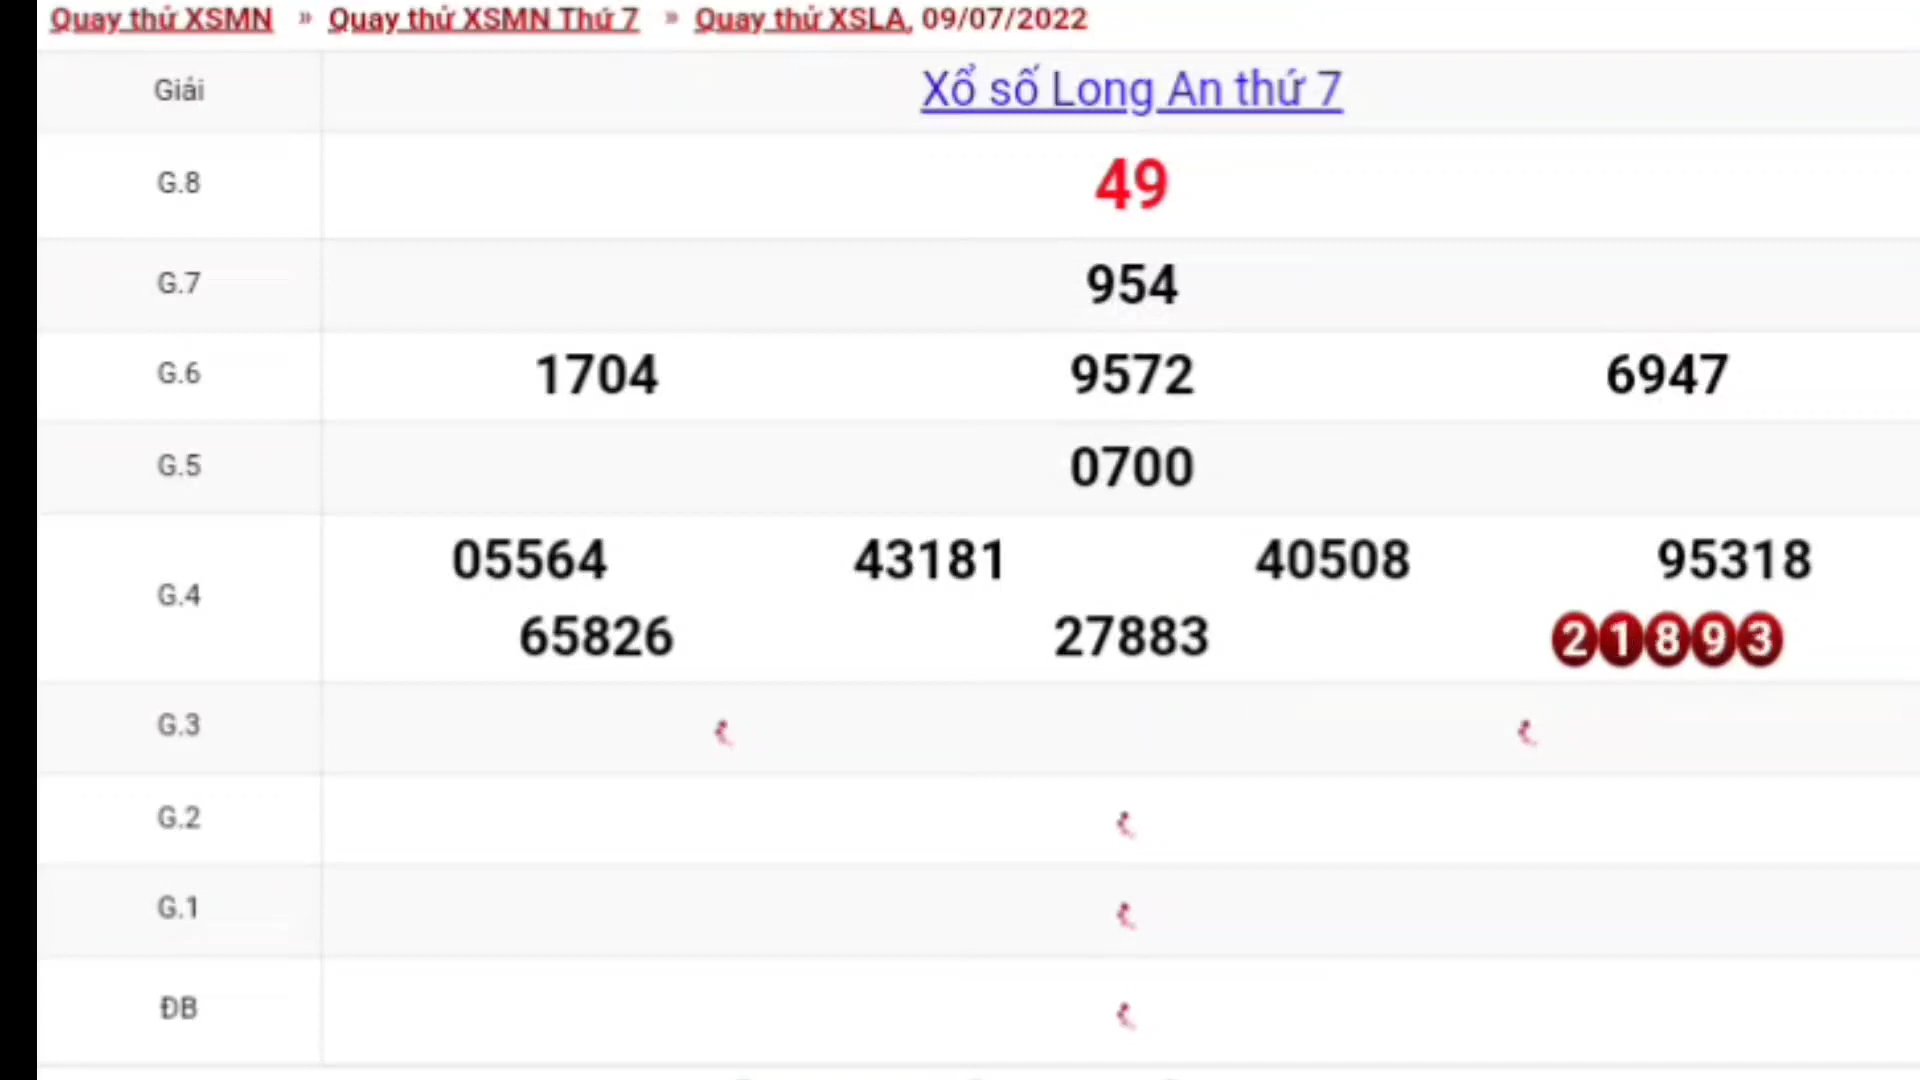 Quay thử XSMN » Quay thử XSMN Thứ 7 » Quay thử XSLA, 09/07/2022
Giải Xổ số Long An thứ 7
G.8 49
G.7 954
G.6 1704 9572 6947
G.5 0700
G.4 05564 43181 40508 95318
65826 27883 21893
G.3
G.2
G.1
ĐB